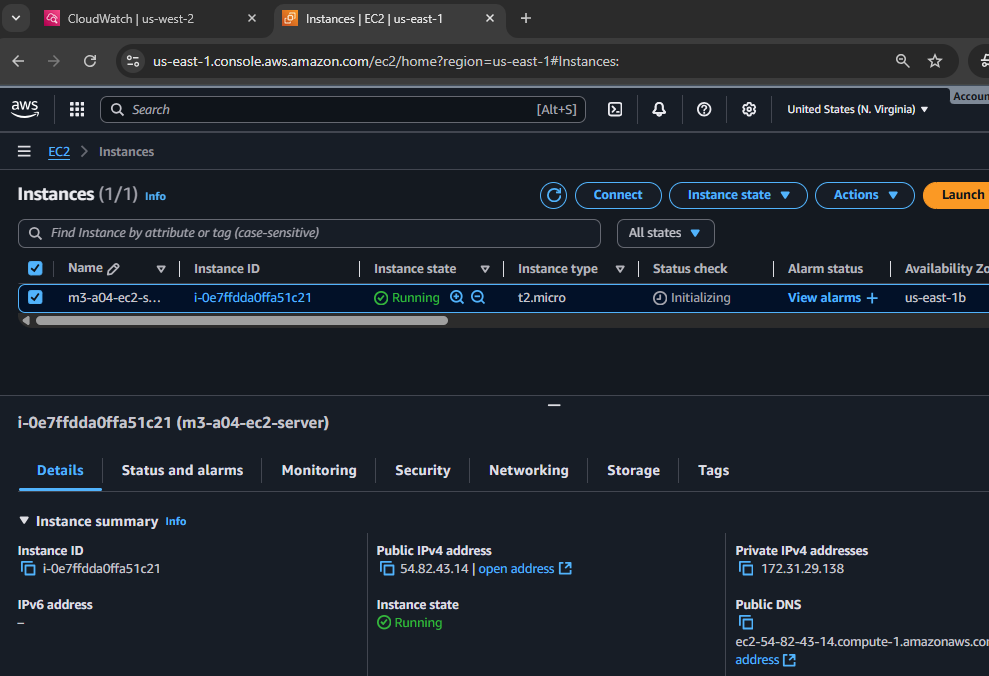 CloudWatch | us-west-2
Instances | EC2 | us-east-1
us-east-1.console.aws.amazon.com/ec2/home?region=us-east-1#Instances:
aws
Search
[Alt+S]
United States (N. Virginia)
Accoun
EC2
Instances
Instances (1/1) Info
Connect
Instance state
Actions
Launch
Find Instance by attribute or tag (case-sensitive)
All states
Name
Instance ID
Instance state
Instance type
Status check
Alarm status
Availability Zo
m3-a04-ec2-s...
i-0e7ffdda0ffa51c21
Running
t2.micro
Initializing
View alarms +
us-east-1b
i-0e7ffdda0ffa51c21 (m3-a04-ec2-server)
Details
Status and alarms
Monitoring
Security
Networking
Storage
Tags
Instance summary Info
Instance ID
i-0e7ffdda0ffa51c21
IPv6 address
–
Public IPv4 address
54.82.43.14 | open address
Instance state
Running
Private IPv4 addresses
172.31.29.138
Public DNS
ec2-54-82-43-14.compute-1.amazonaws.co
address